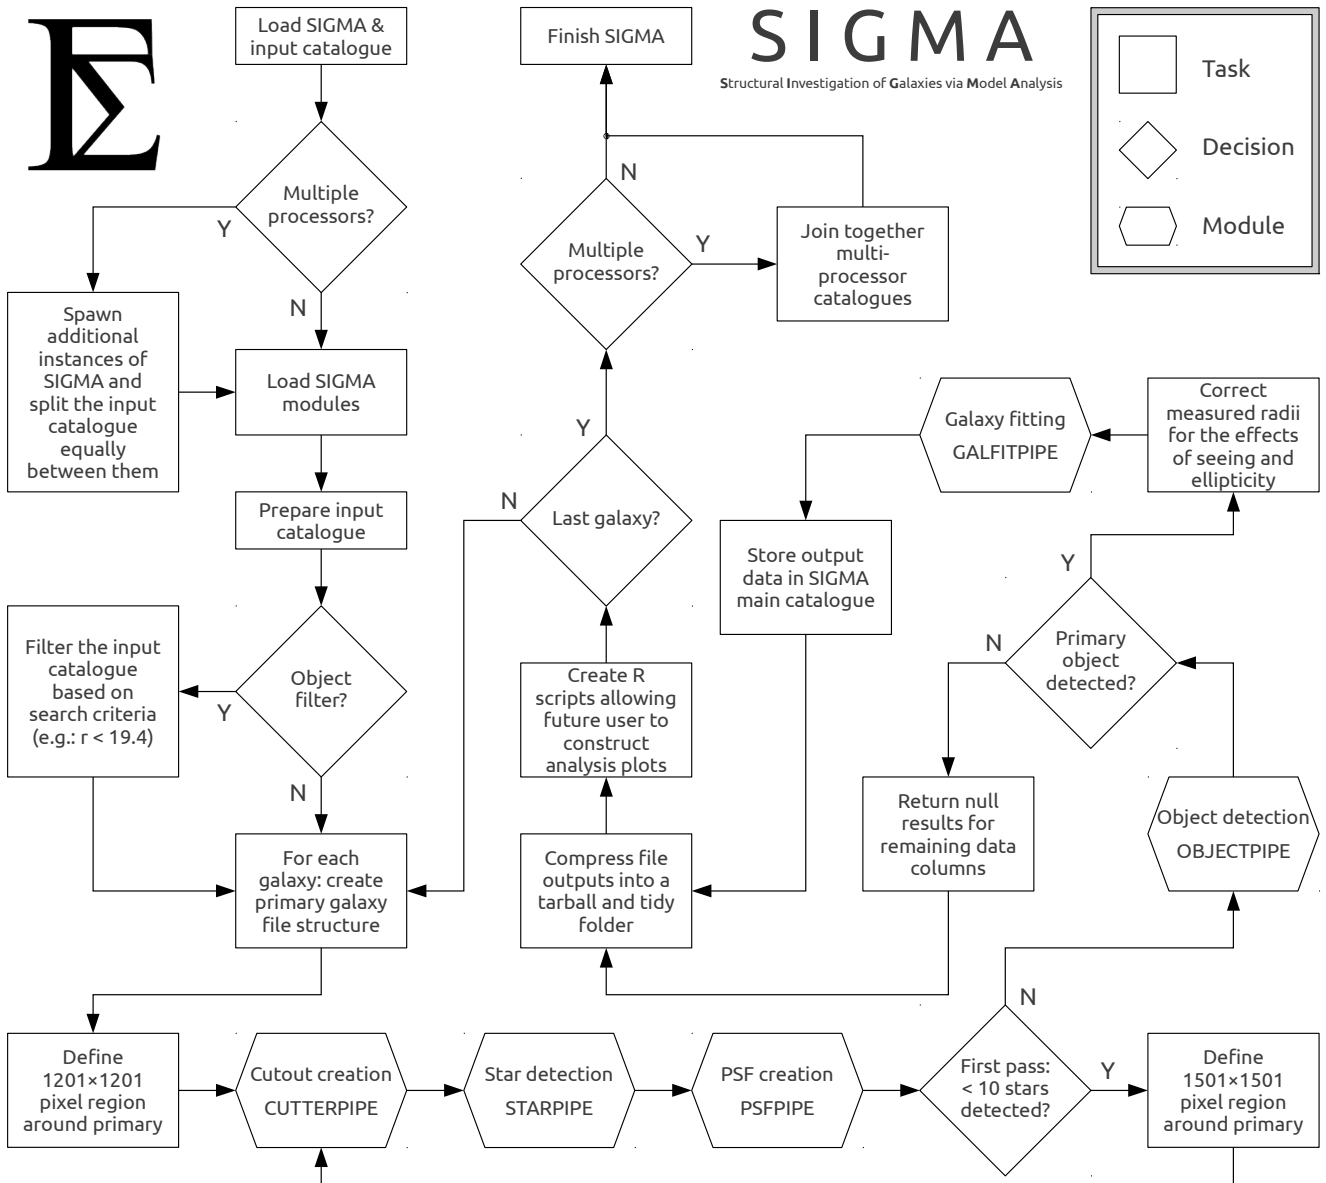 Load SIGMA &
input catalogue
Multiple
processors?
Y
N
Spawn
additional
instances of
SIGMA and
split the input
catalogue
equally
between them
Load SIGMA
modules
Prepare input
catalogue
Object
filter?
Y
N
Filter the input
catalogue
based on
search criteria
(e.g.: r < 19.4)
For each
galaxy: create
primary galaxy
file structure
Define
1201×1201
pixel region
around primary
Cutout creation
CUTTERPIPE
Star detection
STARPIPE
PSF creation
PSFPIPE
First pass:
< 10 stars
detected?
Y
N
Define
1501×1501
pixel region
around primary
Object detection
OBJECTPIPE
Primary
object
detected?
Y
N
Return null
results for
remaining data
columns
Correct
measured radii
for the effects
of seeing and
ellipticity
Galaxy fitting
GALFITPIPE
Store output
data in SIGMA
main catalogue
Compress file
outputs into a
tarball and tidy
folder
Create R
scripts allowing
future user to
construct
analysis plots
Last galaxy?
N
Y
Multiple
processors?
Y
N
Join together
multi-
processor
catalogues
Finish SIGMA
SIGMA
Structural Investigation of Galaxies via Model Analysis
Task
Decision
Module